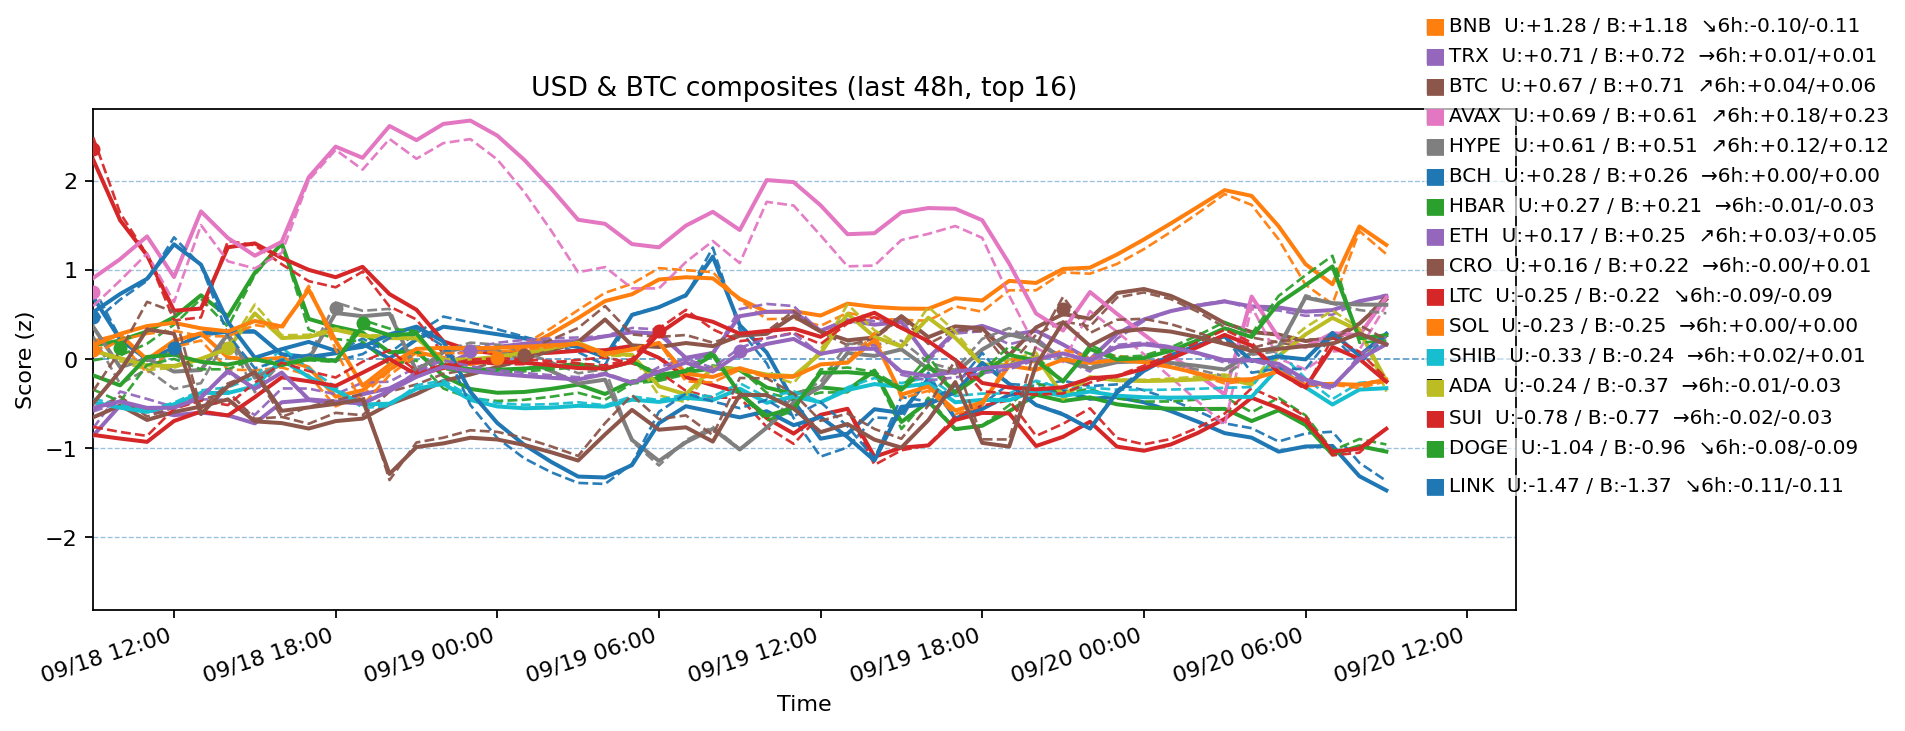 BNB U:+1.28 / B:+1.18 ↘6h:-0.10/-0.11
TRX U:+0.71 / B:+0.72 →6h:+0.01/+0.01
USD & BTC composites (last 48h, top 16)
BTC U:+0.67 / B:+0.71 ↗6h:+0.04/+0.06
AVAX U:+0.69 / B:+0.61 ↗6h:+0.18/+0.23
HYPE U:+0.61 / B:+0.51 ↗6h:+0.12/+0.12
BCH U:+0.28 / B:+0.26 →6h:+0.00/+0.00
HBAR U:+0.27 / B:+0.21 →6h:-0.01/-0.03
ETH U:+0.17 / B:+0.25 ↗6h:+0.03/+0.05
CRO U:+0.16 / B:+0.22 →6h:-0.00/+0.01
LTC U:-0.25 / B:-0.22 ↘6h:-0.09/-0.09
SOL U:-0.23 / B:-0.25 →6h:+0.00/+0.00
SHIB U:-0.33 / B:-0.24 →6h:+0.02/+0.01
ADA U:-0.24 / B:-0.37 →6h:-0.01/-0.03
SUI U:-0.78 / B:-0.77 →6h:-0.02/-0.03
DOGE U:-1.04 / B:-0.96 ↘6h:-0.08/-0.09
LINK U:-1.47 / B:-1.37 ↘6h:-0.11/-0.11
Score (z)
2
1
0
−1
−2
09/18 12:00
09/18 18:00
09/19 00:00
09/19 06:00
09/19 12:00
09/19 18:00
09/20 00:00
09/20 06:00
09/20 12:00
Time